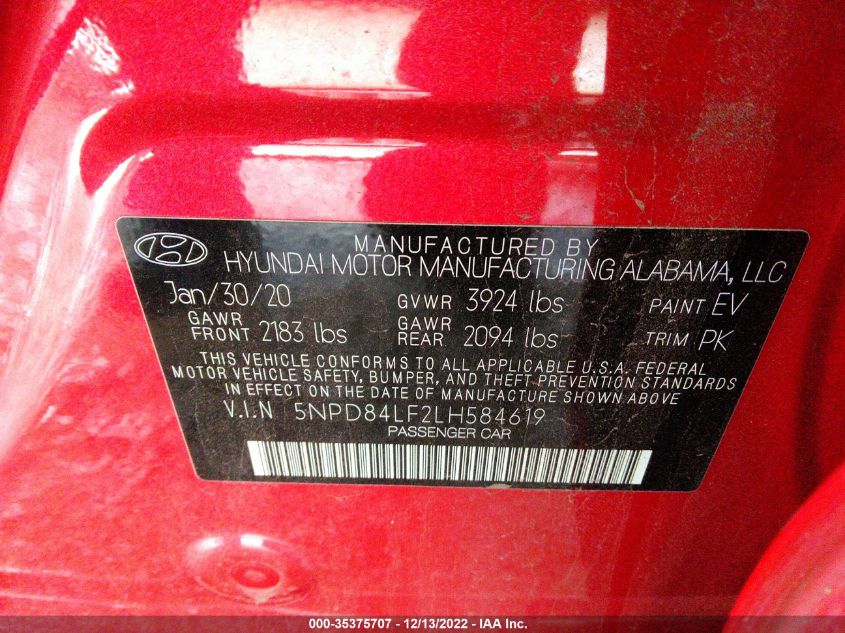 MANUFACTURED BY
HYUNDAI MOTOR MANUFACTURING ALABAMA, LLC
Jan/30/20 GVWR 3924 lbs PAINT EV
GAWR FRONT 2183 lbs GAWR REAR 2094 lbs TRIM PK
THIS VEHICLE CONFORMS TO ALL APPLICABLE U.S.A. FEDERAL
MOTOR VEHICLE SAFETY, BUMPER, AND THEFT PREVENTION STANDARDS
IN EFFECT ON THE DATE OF MANUFACTURE SHOWN ABOVE
V.I.N 5NPD84LF2LH584619
PASSENGER CAR
000-35375707 - 12/13/2022 - IAA Inc.